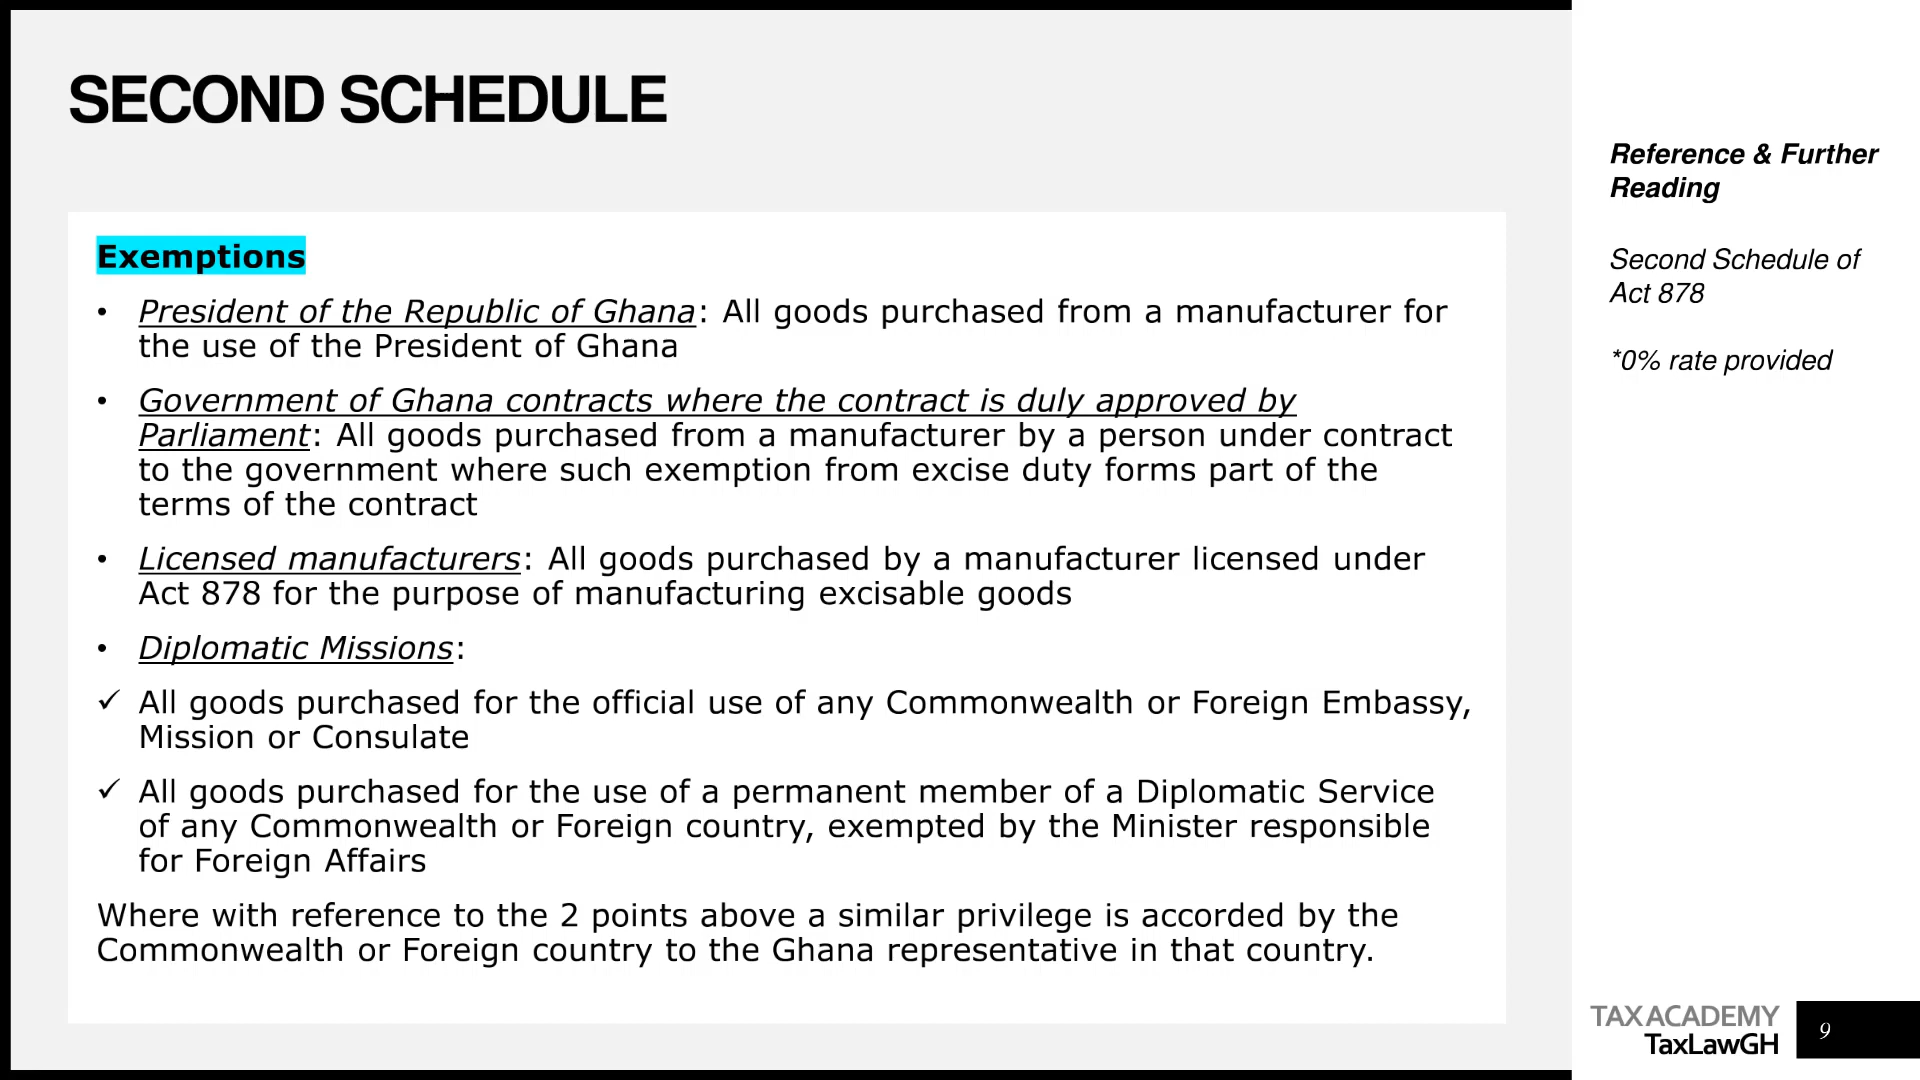 SECOND SCHEDULE
Exemptions
• President of the Republic of Ghana: All goods purchased from a manufacturer for
the use of the President of Ghana
• Government of Ghana contracts where the contract is duly approved by
Parliament: All goods purchased from a manufacturer by a person under contract
to the government where such exemption from excise duty forms part of the
terms of the contract
• Licensed manufacturers: All goods purchased by a manufacturer licensed under
Act 878 for the purpose of manufacturing excisable goods
• Diplomatic Missions:
✓ All goods purchased for the official use of any Commonwealth or Foreign Embassy,
Mission or Consulate
✓ All goods purchased for the use of a permanent member of a Diplomatic Service
of any Commonwealth or Foreign country, exempted by the Minister responsible
for Foreign Affairs
Where with reference to the 2 points above a similar privilege is accorded by the
Commonwealth or Foreign country to the Ghana representative in that country.
Reference & Further
Reading
Second Schedule of
Act 878
*0% rate provided
TAX ACADEMY
TaxLawGH
9